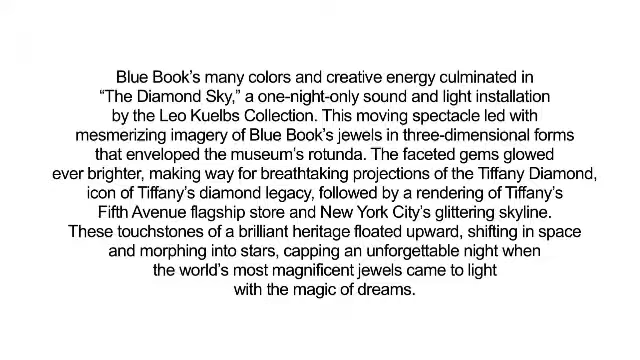 Blue Book’s many colors and creative energy culminated in
“The Diamond Sky,” a one-night-only sound and light installation
by the Leo Kuelbs Collection. This moving spectacle led with
mesmerizing imagery of Blue Book’s jewels in three-dimensional forms
that enveloped the museum’s rotunda. The faceted gems glowed
ever brighter, making way for breathtaking projections of the Tiffany Diamond,
icon of Tiffany’s diamond legacy, followed by a rendering of Tiffany’s
Fifth Avenue flagship store and New York City’s glittering skyline.
These touchstones of a brilliant heritage floated upward, shifting in space
and morphing into stars, capping an unforgettable night when
the world’s most magnificent jewels came to light
with the magic of dreams.